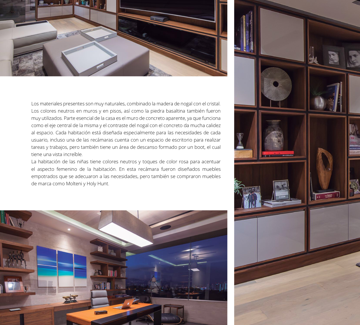 Los materiales presentes son muy naturales, combinado la madera de nogal con el cristal.
Los colores neutros en muros y en pisos, así como la piedra basaltina también fueron
muy utilizados. Parte esencial de la casa es el muro de concreto aparente, ya que funciona
como el eje central de la misma y el contraste del nogal con el concreto da mucha calidez
al espacio. Cada habitación está diseñada especialmente para las necesidades de cada
usuario, incluso una de las recámaras cuenta con un espacio de escritorio para realizar
tareas y trabajos, pero también tiene un área de descanso formado por un boxit, el cual
tiene una vista increíble.
La habitación de las niñas tiene colores neutros y toques de color rosa para acentuar
el aspecto femenino de la habitación. En esta recámara fueron diseñados muebles
empotrados que se adecuaron a las necesidades, pero también se compraron muebles
de marca como Molteni y Holy Hunt.